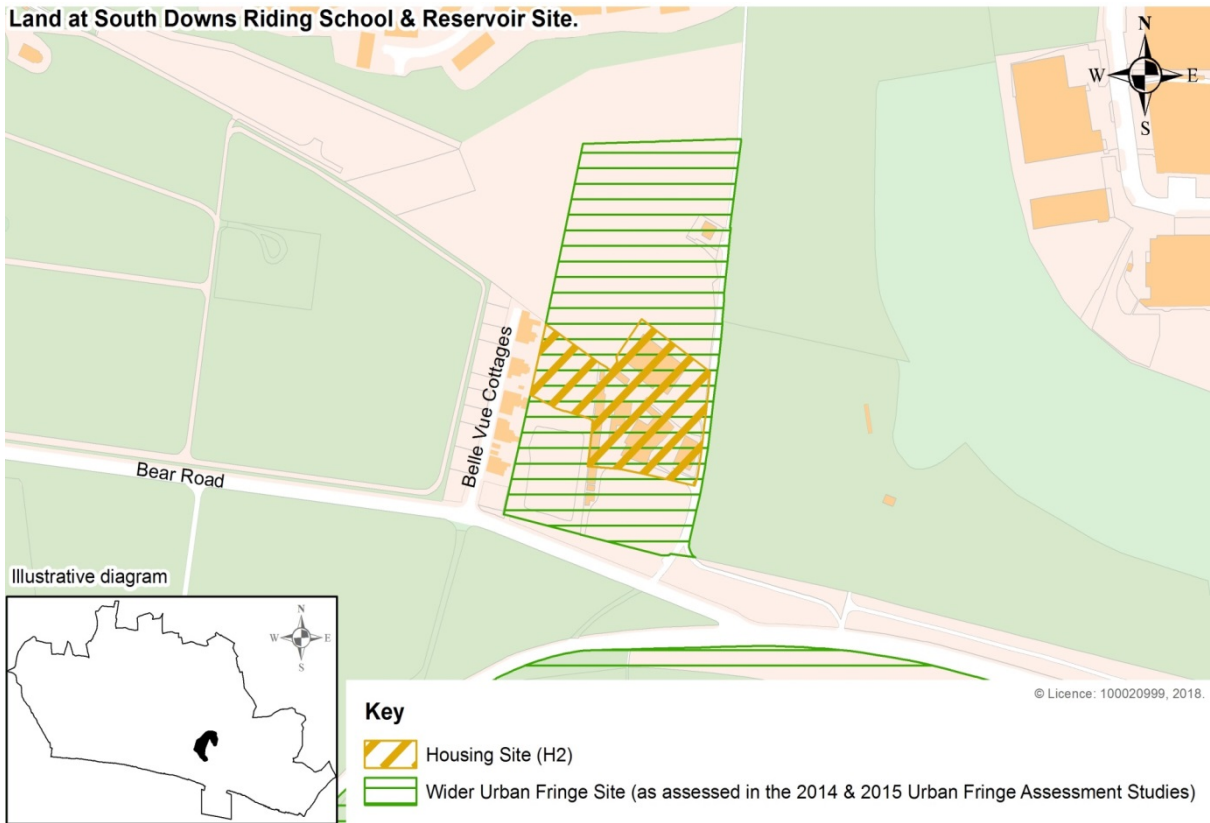 Land at South Downs Riding School & Reservoir Site.
N
W E
S
Belle Vue Cottages
Bear Road
Illustrative diagram
N
W E
S
© Licence: 100020999, 2018.
Key
Housing Site (H2)
Wider Urban Fringe Site (as assessed in the 2014 & 2015 Urban Fringe Assessment Studies)